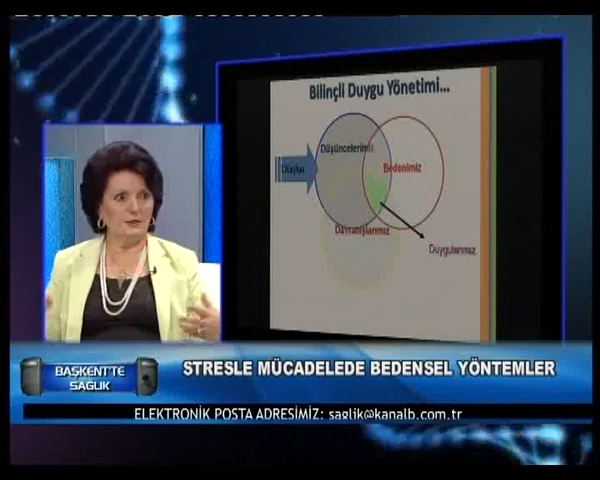 Bilinçli Duygu Yönetimi...
Düşüncelerimiz
Bedenimiz
Olaylar
Davranışlarımız
Duygularımız
STRESLE MÜCADELEDE BEDENSEL YÖNTEMLER
BAŞKENT'TE
SAĞLIK
ELEKTRONİK POSTA ADRESİMİZ: saglik@kanalb.com.tr